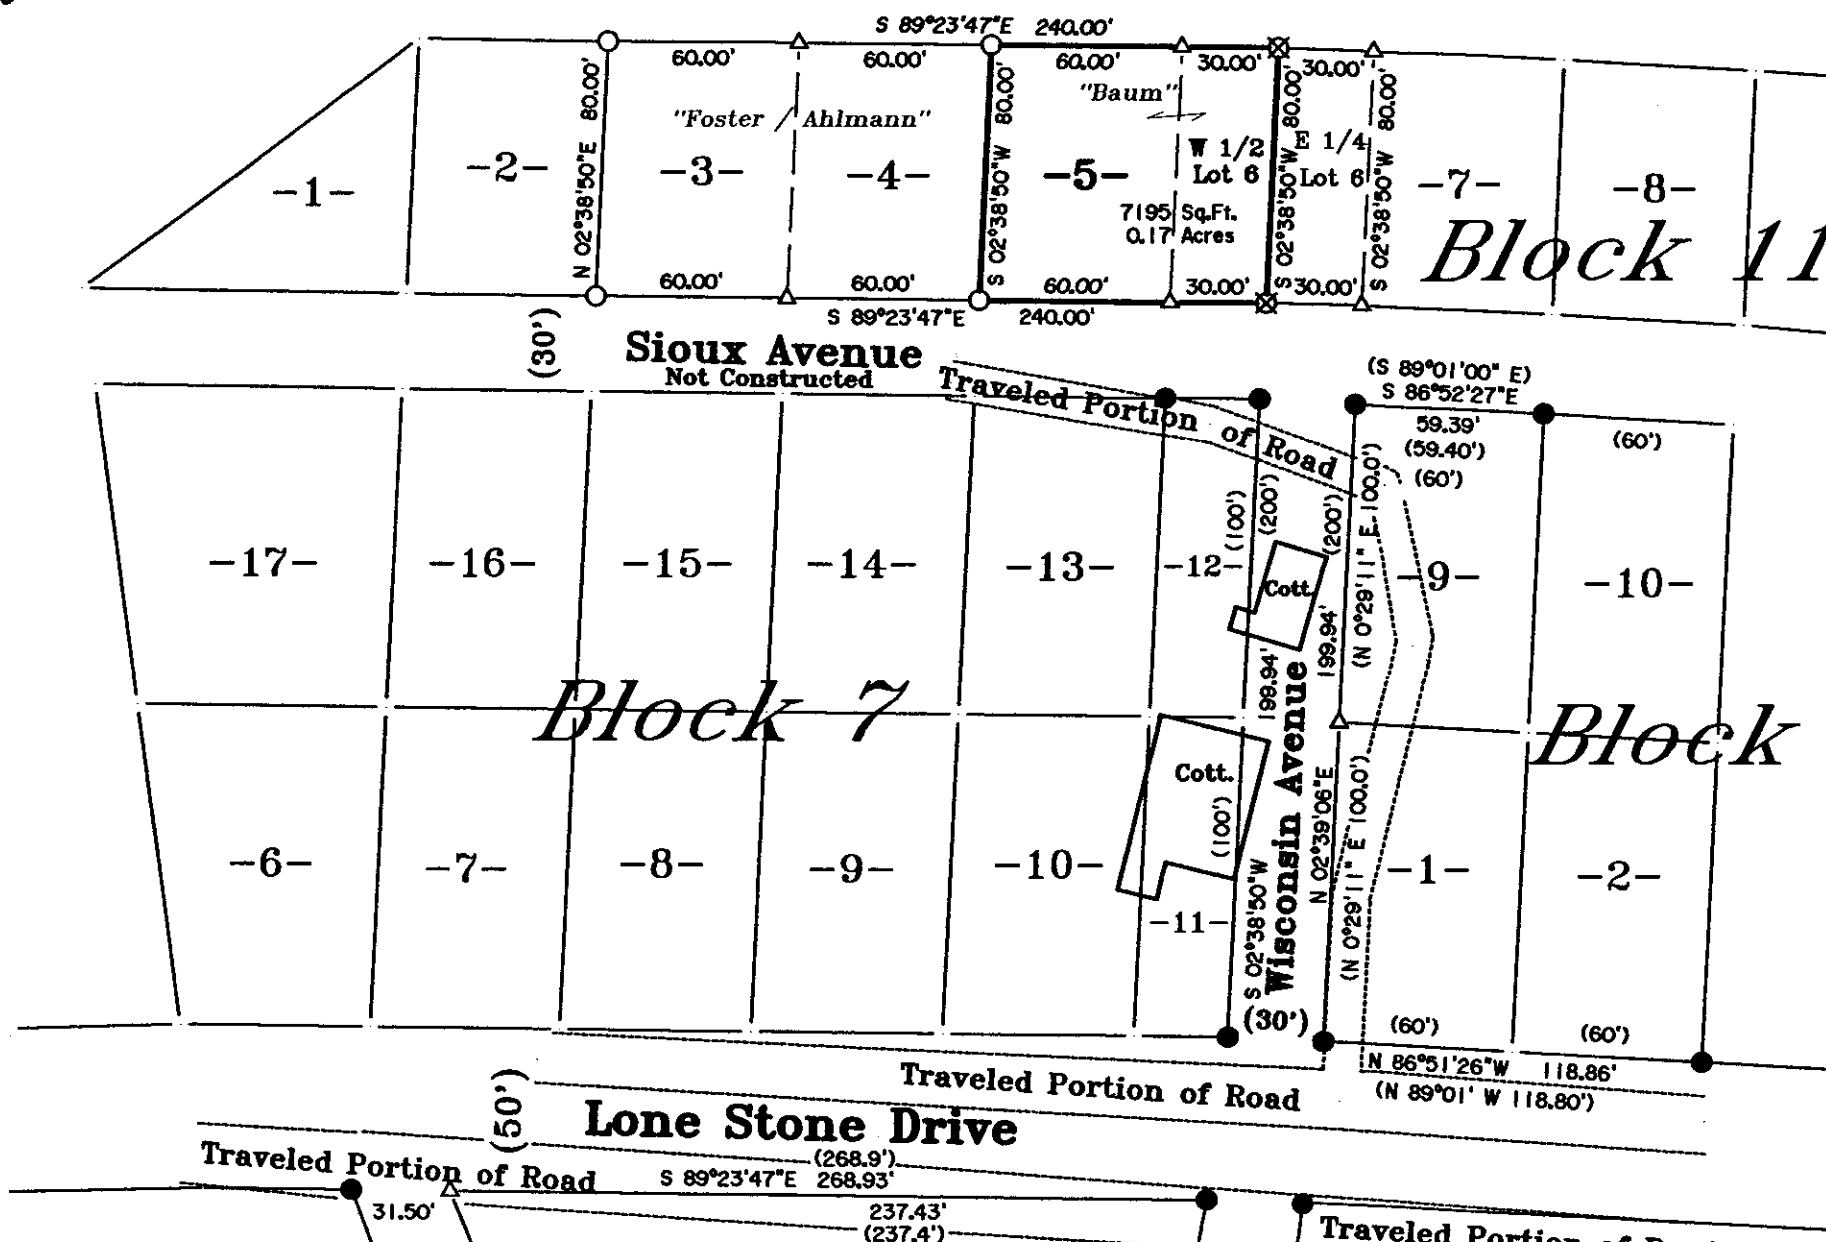 S 89°23'47"E 240.00'
60.00' 60.00' 60.00' 30.00' 30.00'
"Foster / Ahlmann"
"Baum"
N 02°38'50"E 80.00'
S 02°38'50"W 80.00'
S 02°38'50"W 80.00'
S 02°38'50"W 80.00'
-1- -2- -3- -4- -5-
W 1/2
Lot 6
E 1/4
Lot 6
-7- -8-
7195 Sq.Ft.
0.17 Acres
Block 11
60.00' 60.00' 60.00' 30.00' 30.00'
S 89°23'47"E 240.00'
(30')
Sioux Avenue
Not Constructed
Traveled Portion of Road
(S 89°01'00" E)
S 86°52'27"E
59.39'
(59.40')
(60')
(60')
-17- -16- -15- -14- -13- -12- -9- -10-
(100')
(200')
(200')
199.94'
199.94'
(N 0°29'11" E 100.0')
Cott.
Block 7
Block
Cott.
(100')
S 02°38'50"W
Wisconsin Avenue
(30')
N 02°39'06"E
(N 0°29'11" E 100.0')
-6- -7- -8- -9- -10- -11- -1- -2-
(60') (60')
N 86°51'26"W 118.86'
(N 89°01' W 118.80')
Traveled Portion of Road
(50')
Lone Stone Drive
(268.9')
Traveled Portion of Road
S 89°23'47"E 268.93'
31.50'
237.43'
(237.4')
Traveled Portion of